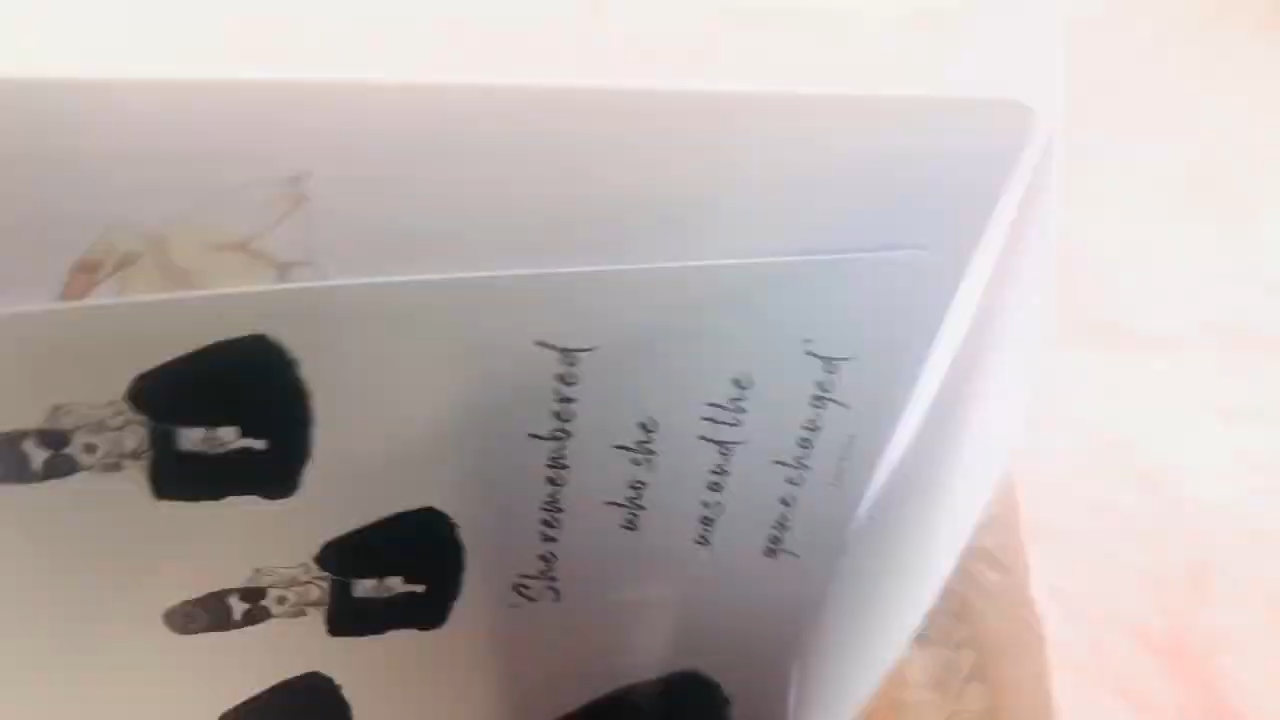 "She remembered
who she
was and the
game changed"